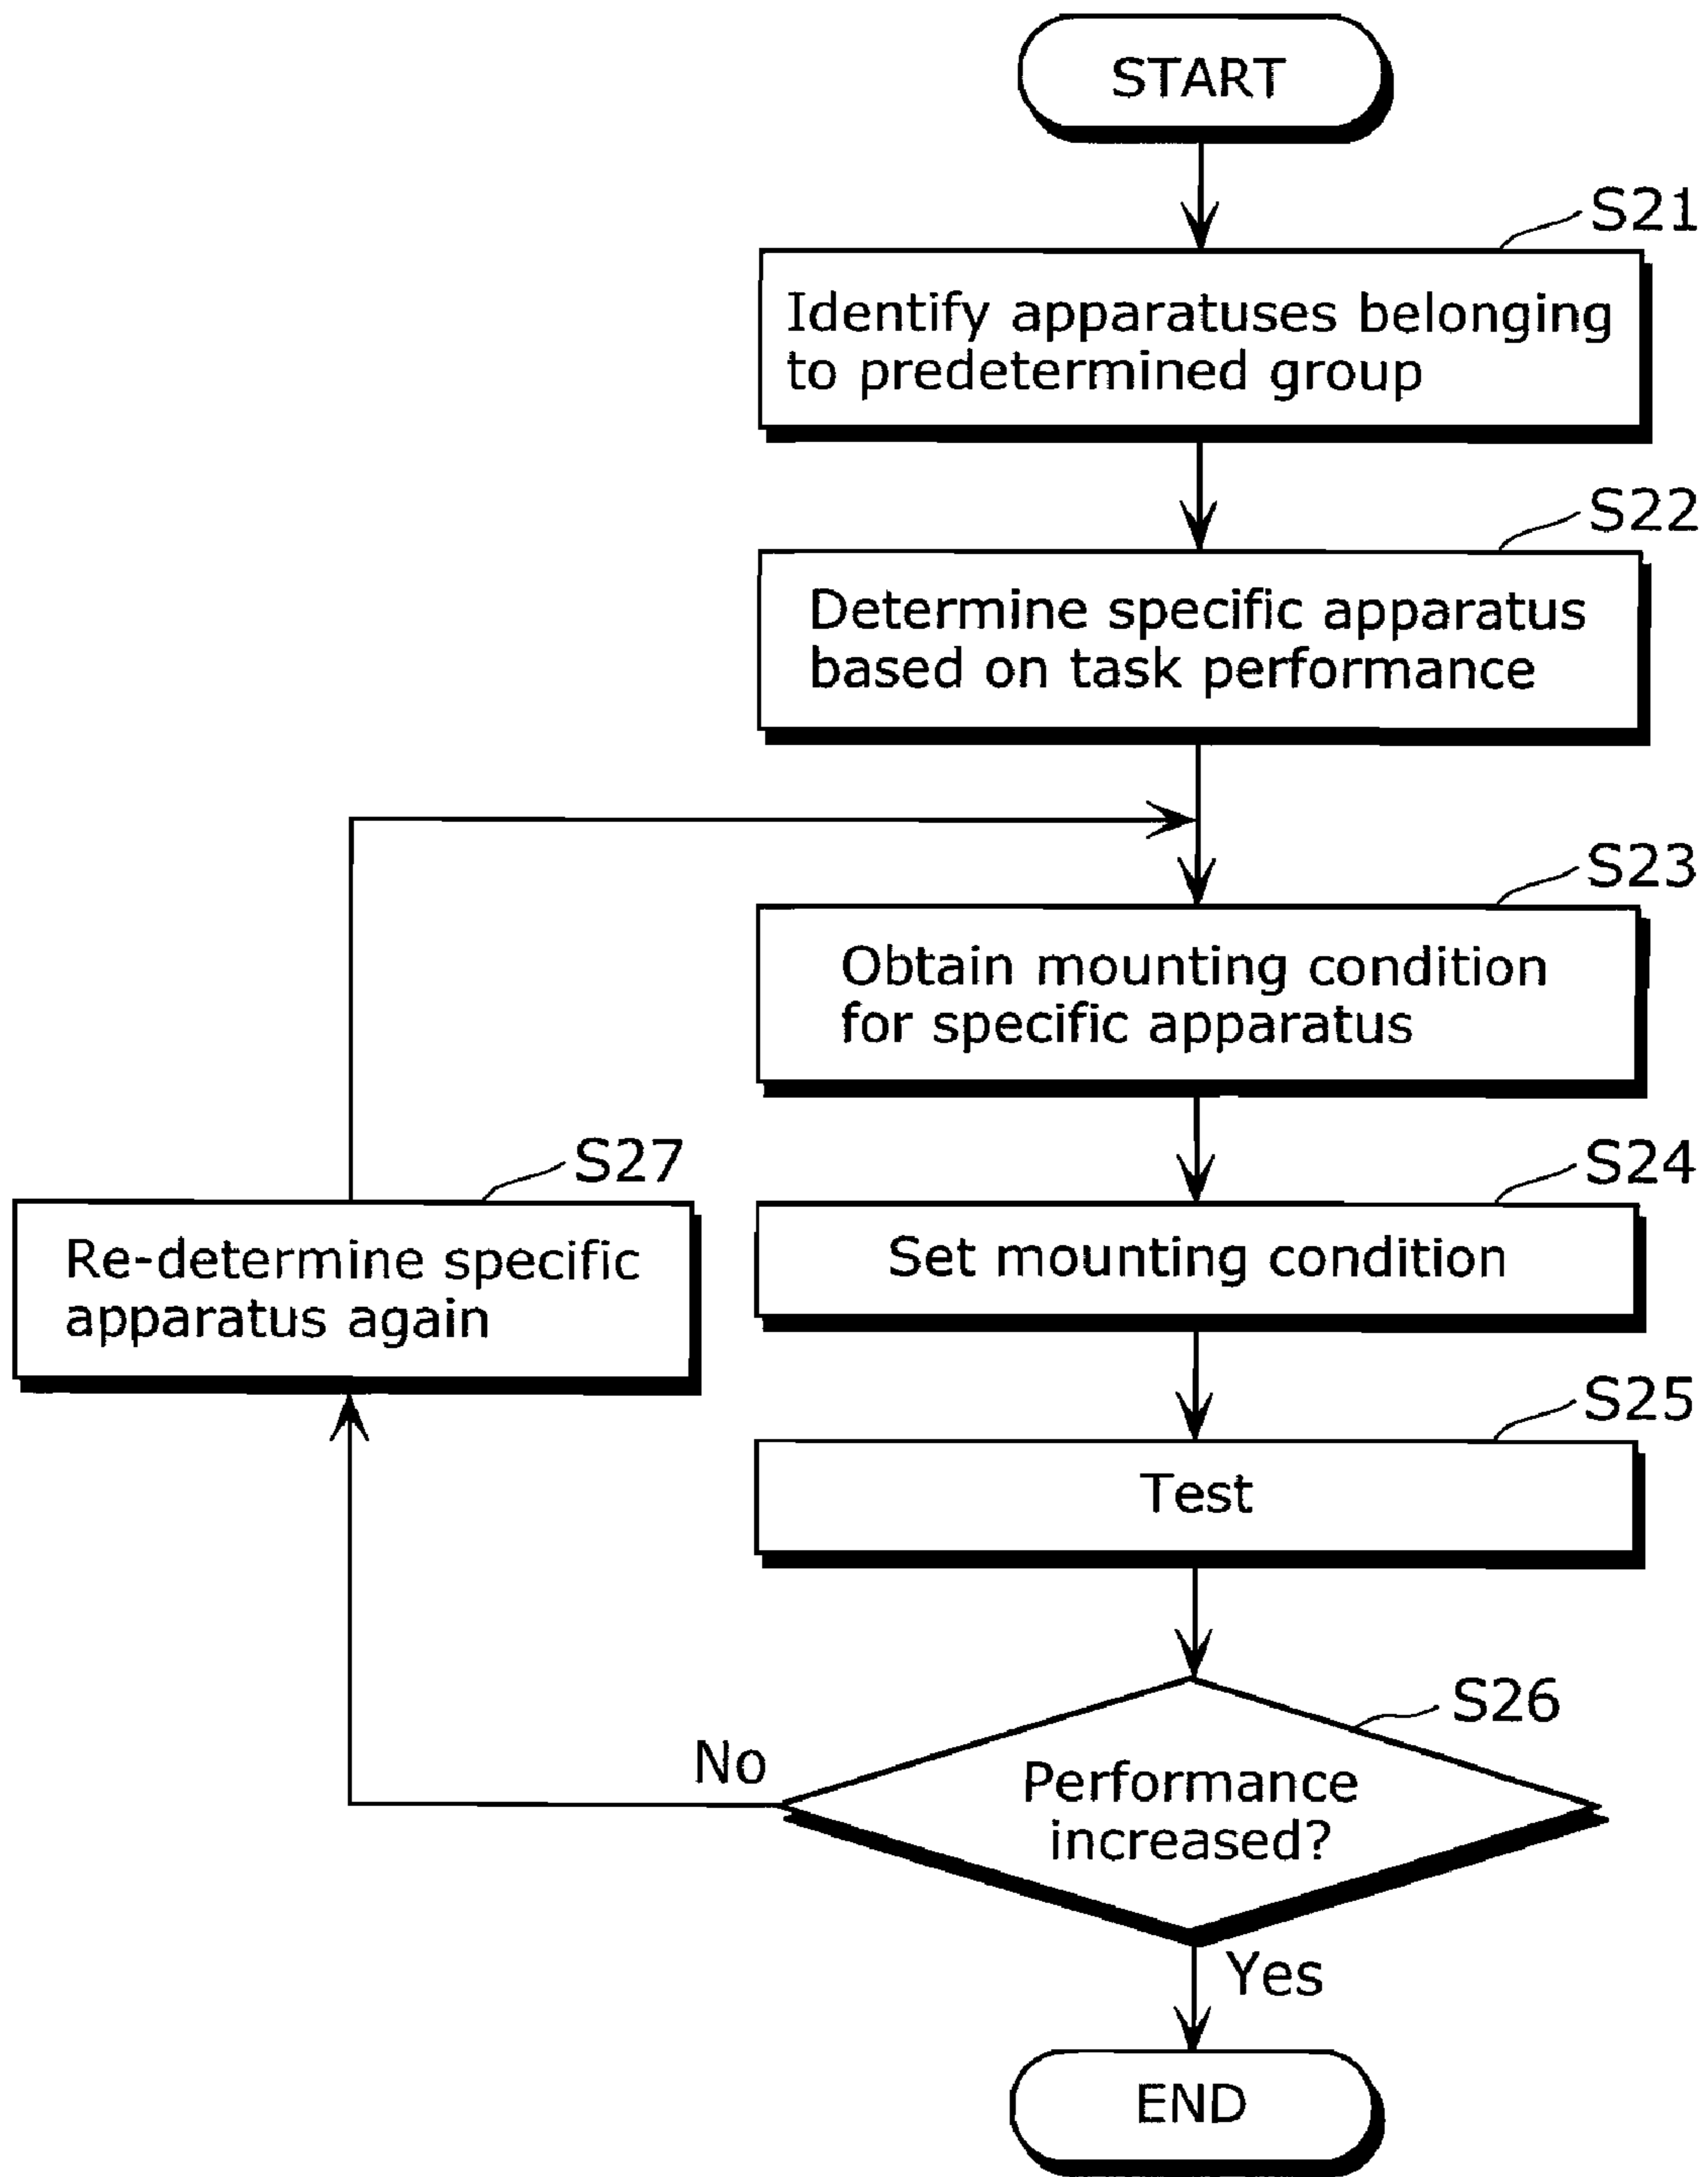 START
S21
Identify apparatuses belonging
to predetermined group
S22
Determine specific apparatus
based on task performance
S23
Obtain mounting condition
for specific apparatus
S27
S24
Re-determine specific
apparatus again
Set mounting condition
S25
Test
S26
No
Performance
increased?
Yes
END